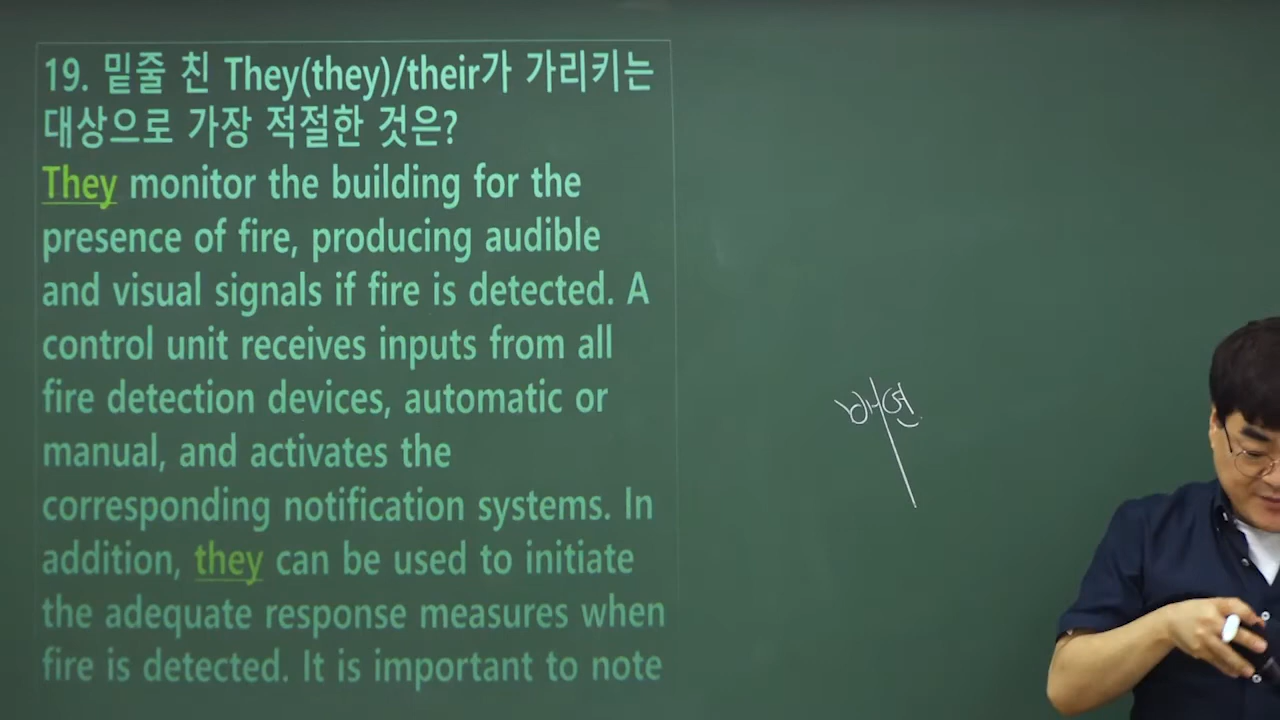 19. 밑줄 친 They(they)/their가 가리키는
대상으로 가장 적절한 것은?
They monitor the building for the
presence of fire, producing audible
and visual signals if fire is detected. A
control unit receives inputs from all
fire detection devices, automatic or
manual, and activates the
corresponding notification systems. In
addition, they can be used to initiate
the adequate response measures when
fire is detected. It is important to note